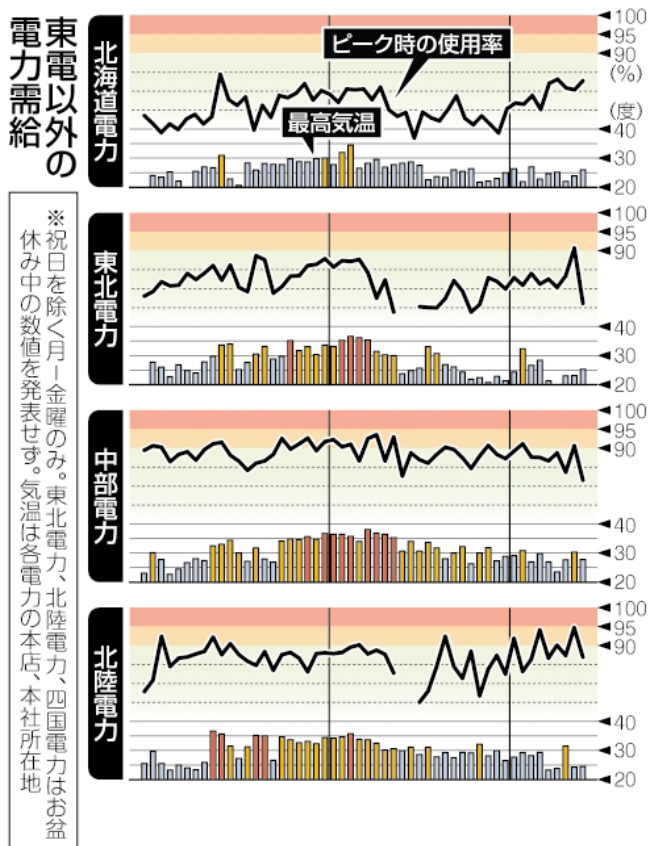 東電以外の
電力需給
※祝日を除く月ー金曜のみ。東北電力、北陸電力、四国電力はお盆
休み中の数値を発表せず。気温は各電力の本店、本社所在地
北海道電力
ピーク時の使用率
最高気温
100
95
90
(%)
(度)
40
30
20
東北電力
100
95
90
40
30
20
中部電力
100
95
90
40
30
20
北陸電力
100
95
90
40
30
20